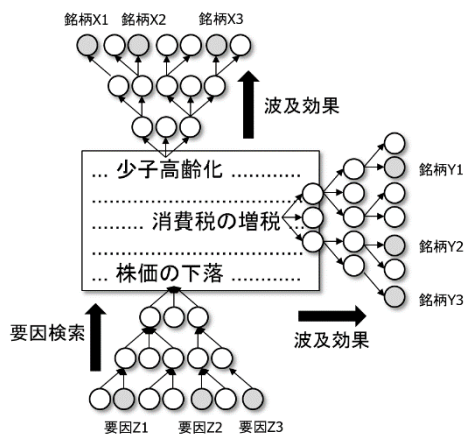 銘柄X1 銘柄X2 銘柄X3
波及効果
… 少子高齢化 …………
………………………………
銘柄Y1
……… 消費税の増税 …
………………………………
銘柄Y2
… 株価の下落 …………
銘柄Y3
要因検索
波及効果
要因Z1 要因Z2 要因Z3